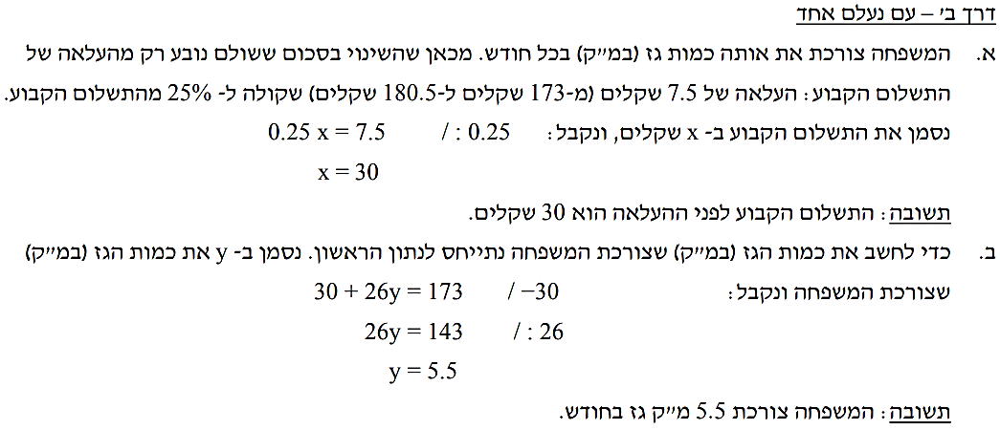 דרך ב׳ – עם נעלם אחד
א. המשפחה צורכת את אותה כמות גז (במ״ק) בכל חודש. מכאן שהשינוי בסכום ששולם נובע רק מהעלאה של
התשלום הקבוע: העלאה של 7.5 שקלים (מ-173 שקלים ל-180.5 שקלים) שקולה ל- 25% מהתשלום הקבוע.
נסמן את התשלום הקבוע ב- x שקלים, ונקבל: 0.25 x = 7.5 / : 0.25
x = 30
תשובה: התשלום הקבוע לפני ההעלאה הוא 30 שקלים.
ב. כדי לחשב את כמות הגז (במ״ק) שצורכת המשפחה נתייחס לנתון הראשון. נסמן ב- y את כמות הגז (במ״ק)
שצורכת המשפחה ונקבל: 30 + 26y = 173 / −30
26y = 143 / : 26
y = 5.5
תשובה: המשפחה צורכת 5.5 מ״ק גז בחודש.